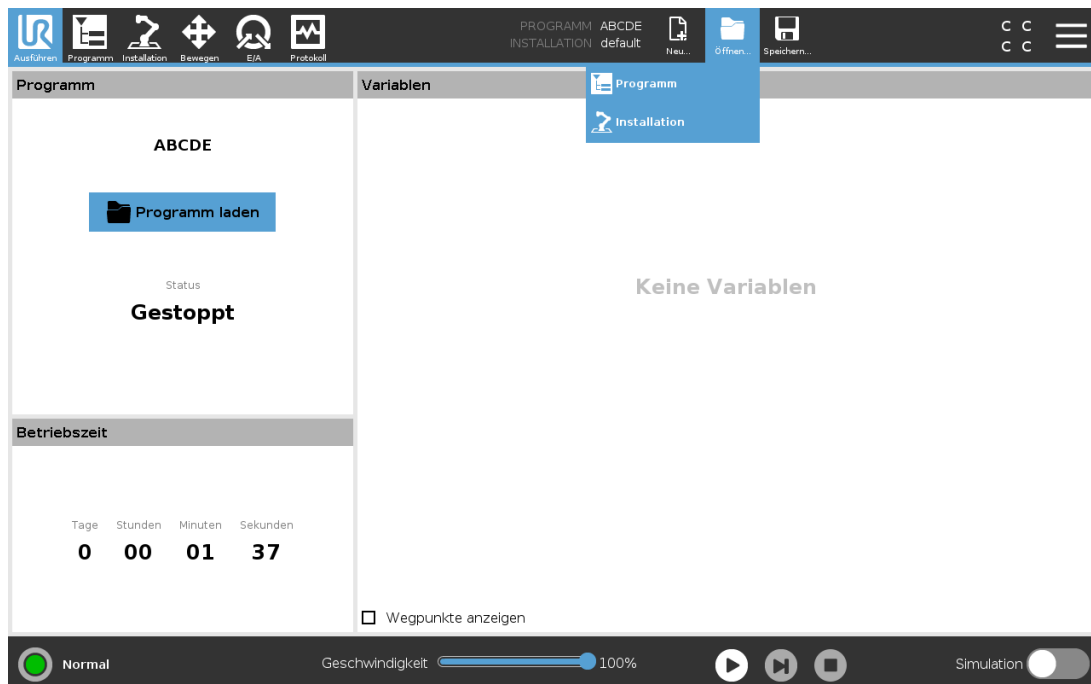 PROGRAMM ABCDE
INSTALLATION default
C C
C C
Ausführen Programm Installation Bewegen E/A Protokoll Neu... Öffnen... Speichern...
Programm
Installation
Programm
Variablen
ABCDE
Programm laden
Status
Gestoppt
Keine Variablen
Betriebszeit
Tage Stunden Minuten Sekunden
0 00 01 37
Wegpunkte anzeigen
Normal
Geschwindigkeit 100%
Simulation